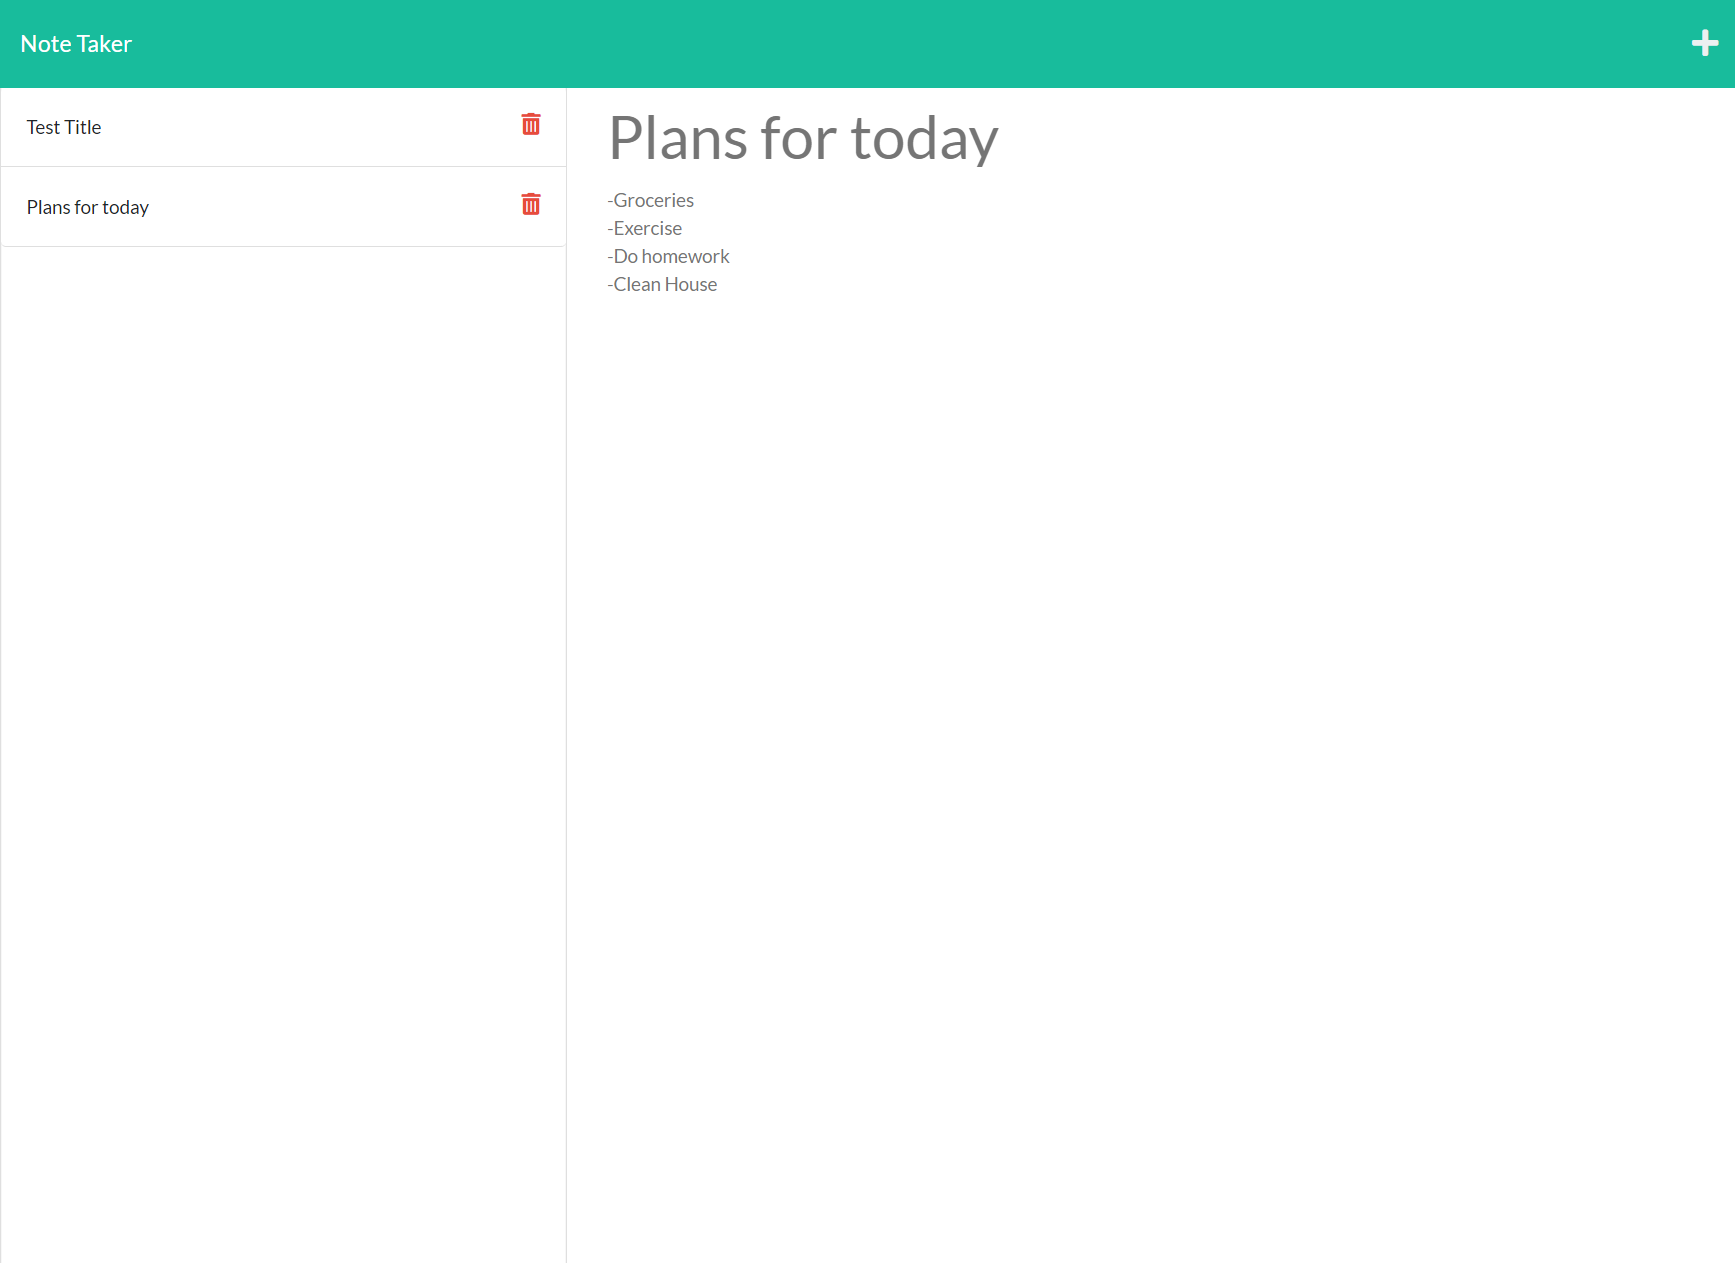 Note Taker
Test Title
Plans for today
Plans for today
-Groceries
-Exercise
-Do homework
-Clean House